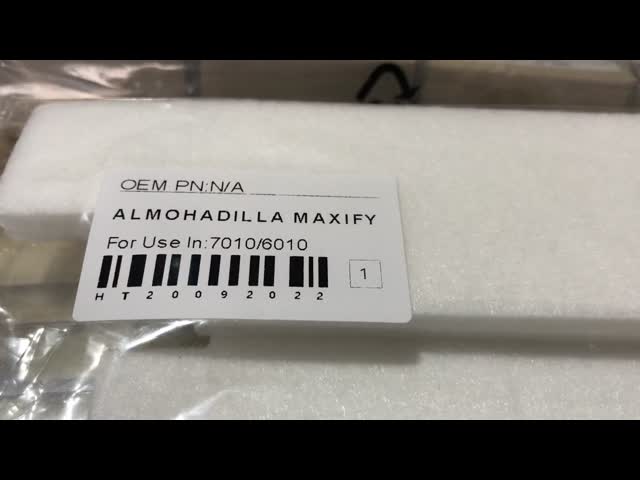 OEM PN:N/A
ALMOHADILLA MAXIFY
For Use In:7010/6010
1
HT20092022